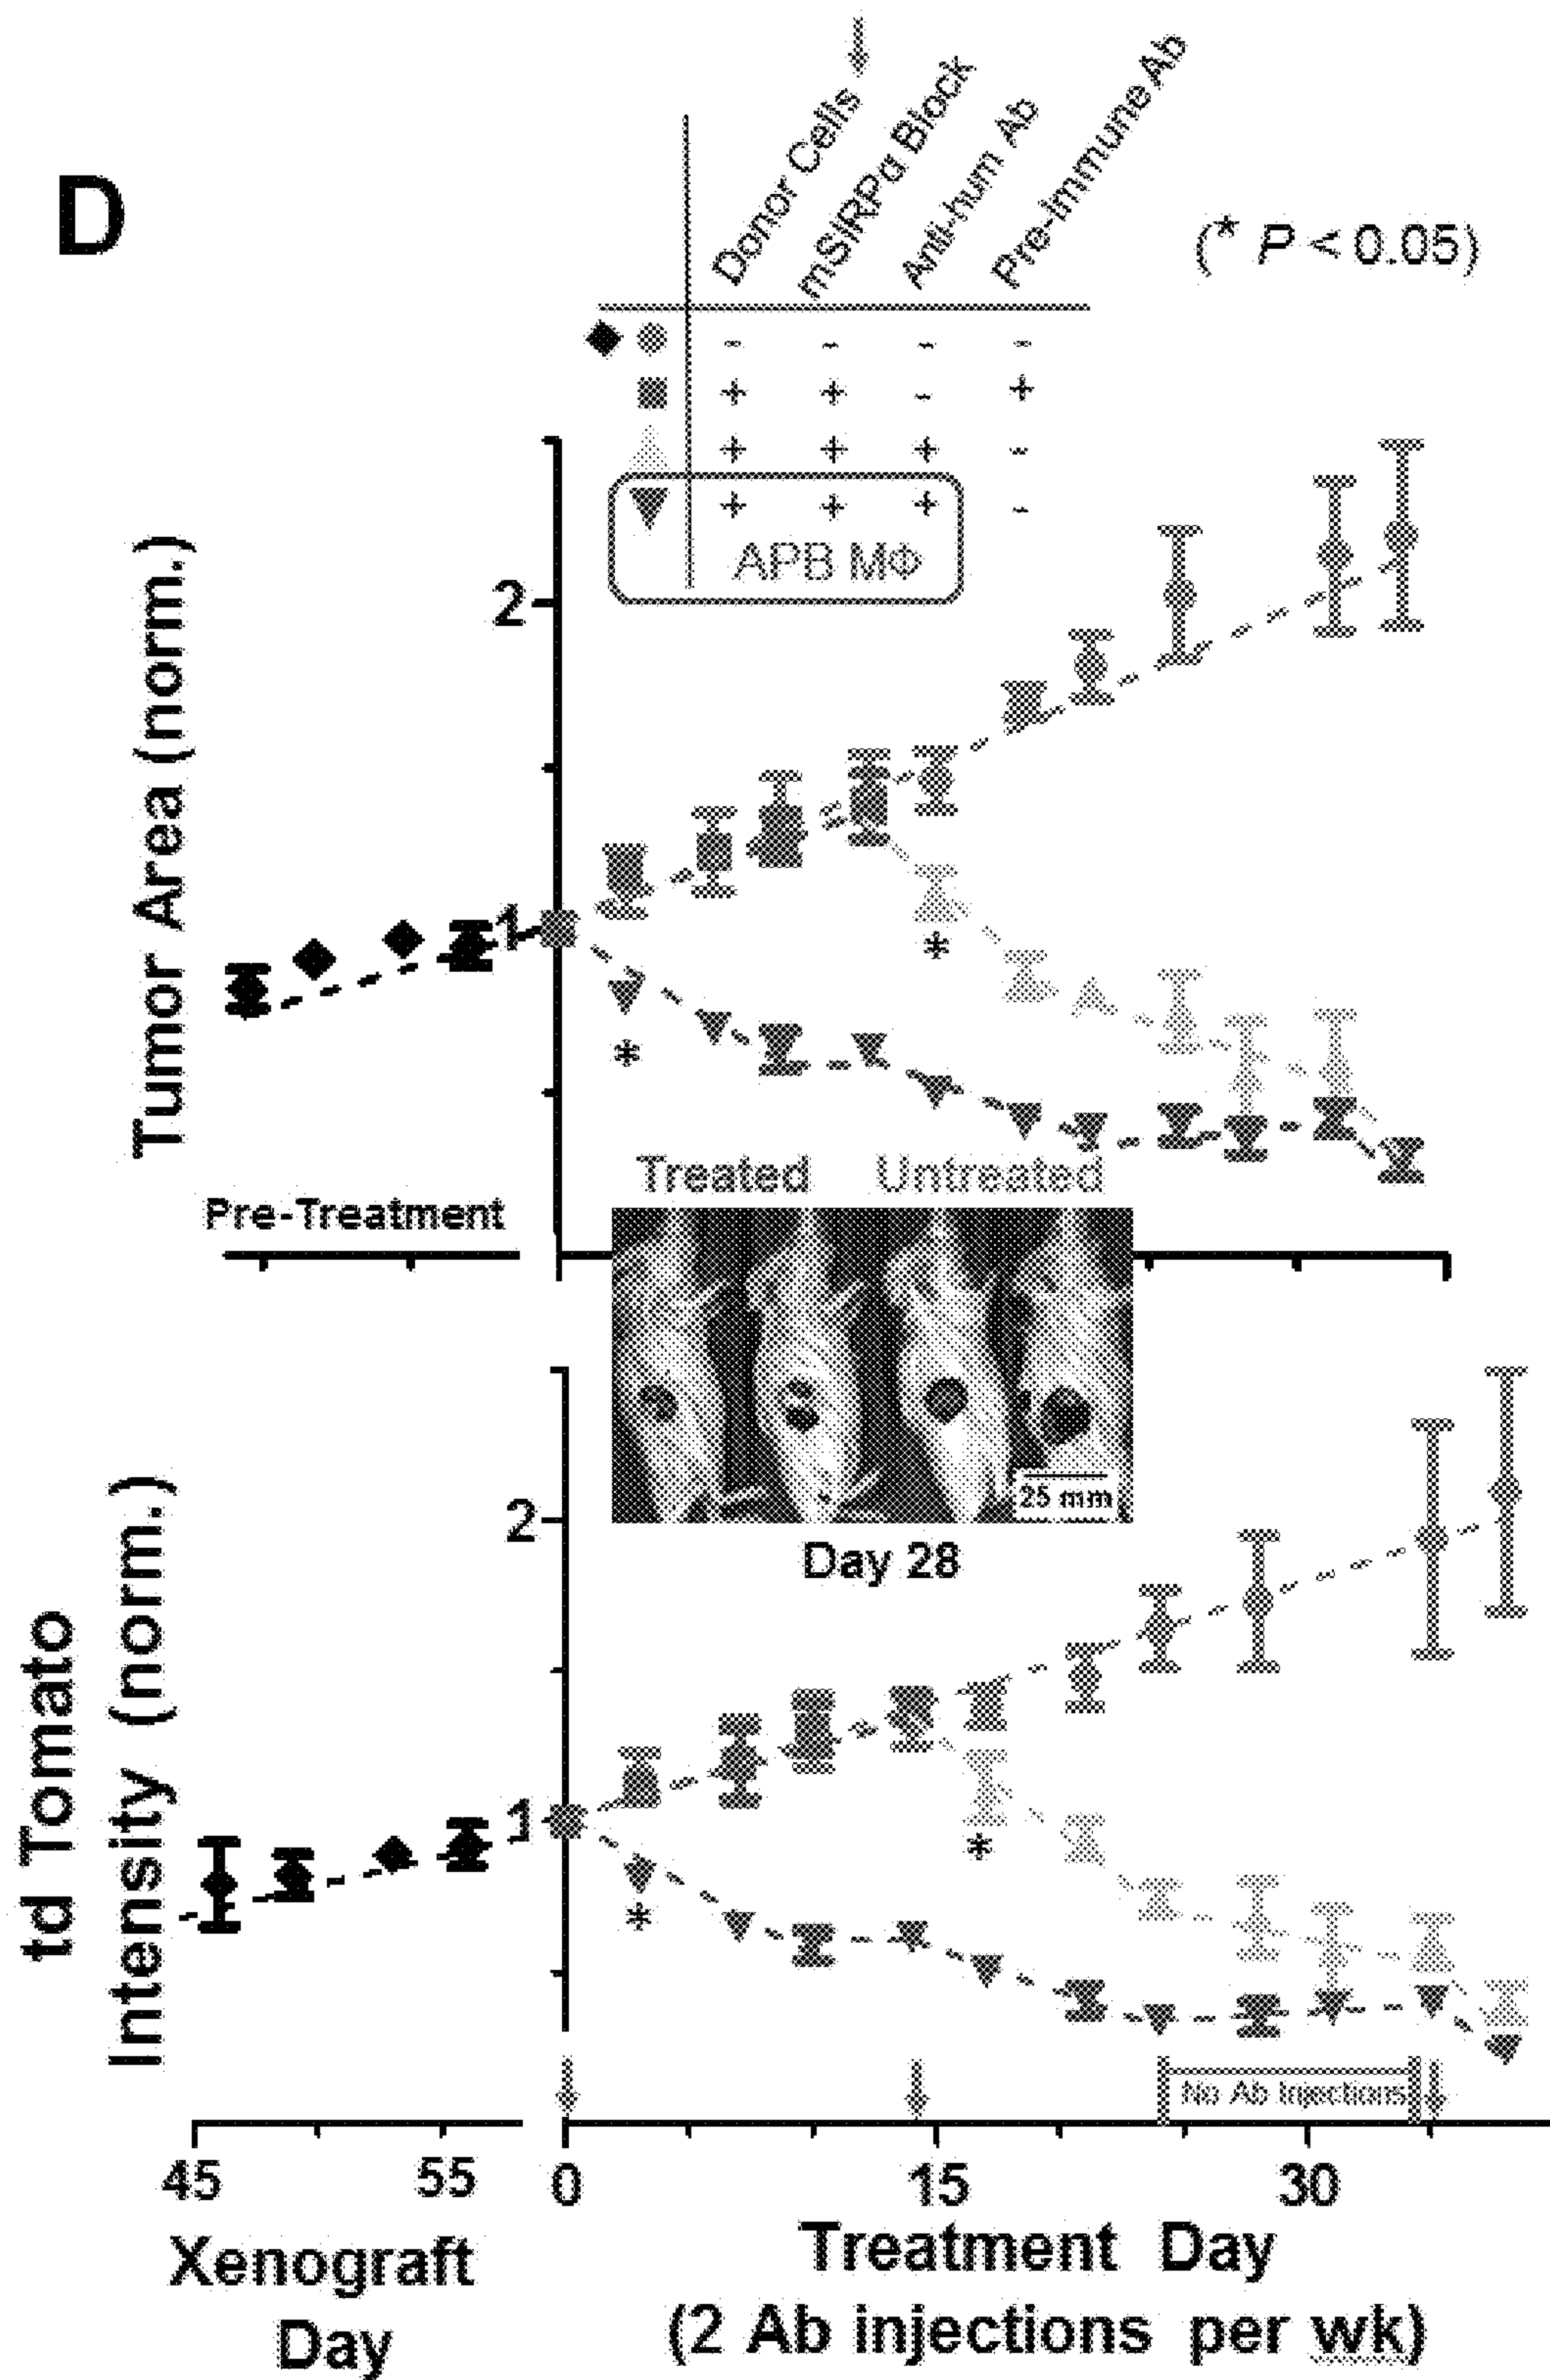 D
Donor Cells
mSIRPα Block
Anti-hum Ab
Pre-Immune Ab
(* P < 0.05)
- - - -
+ + - +
+ + + -
+ + + -
APB MΦ
Tumor Area (norm.)
2
1
*
*
Pre-Treatment
Treated Untreated
25 mm
Day 28
td Tomato
Intensity (norm.)
2
1
*
*
No Ab Injections
45 55 0 15 30
Xenograft
Day
Treatment Day
(2 Ab injections per wk)